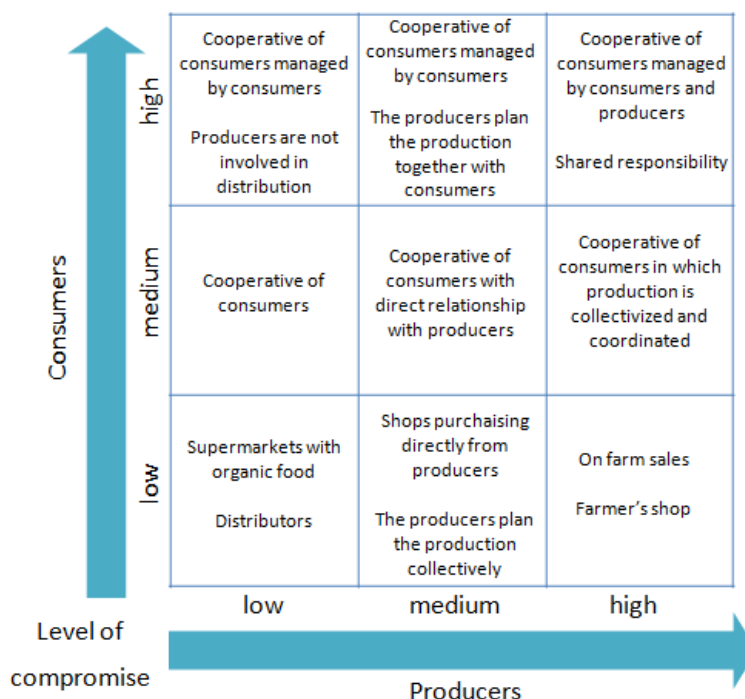 Consumers
high
Cooperative of
consumers managed
by consumers
Producers are not
involved in
distribution
Cooperative of
consumers managed
by consumers
The producers plan
the production
together with
consumers
Cooperative of
consumers managed
by consumers and
producers
Shared responsibility
medium
Cooperative of
consumers
Cooperative of
consumers with
direct relationship
with producers
Cooperative of
consumers in which
production is
collectivized and
coordinated
low
Supermarkets with
organic food
Distributors
Shops purchaising
directly from
producers
The producers plan
the production
collectively
On farm sales
Farmer's shop
low
medium
high
Level of
compromise
Producers